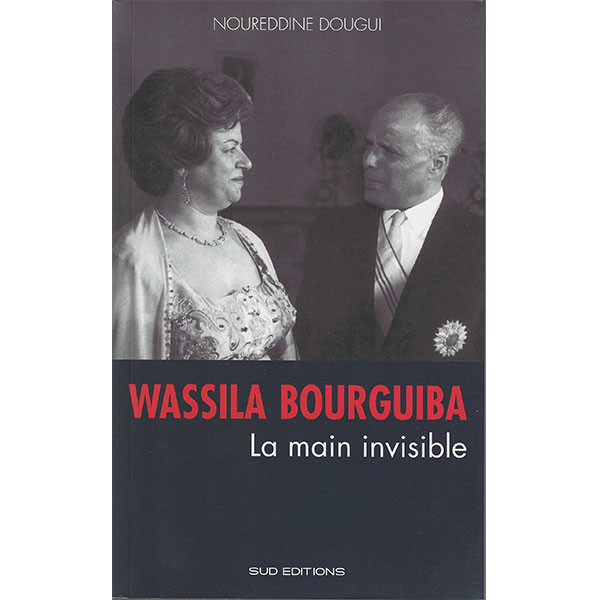 NOUREDDINE DOUGUI
WASSILA BOURGUIBA
La main invisible
SUD EDITIONS